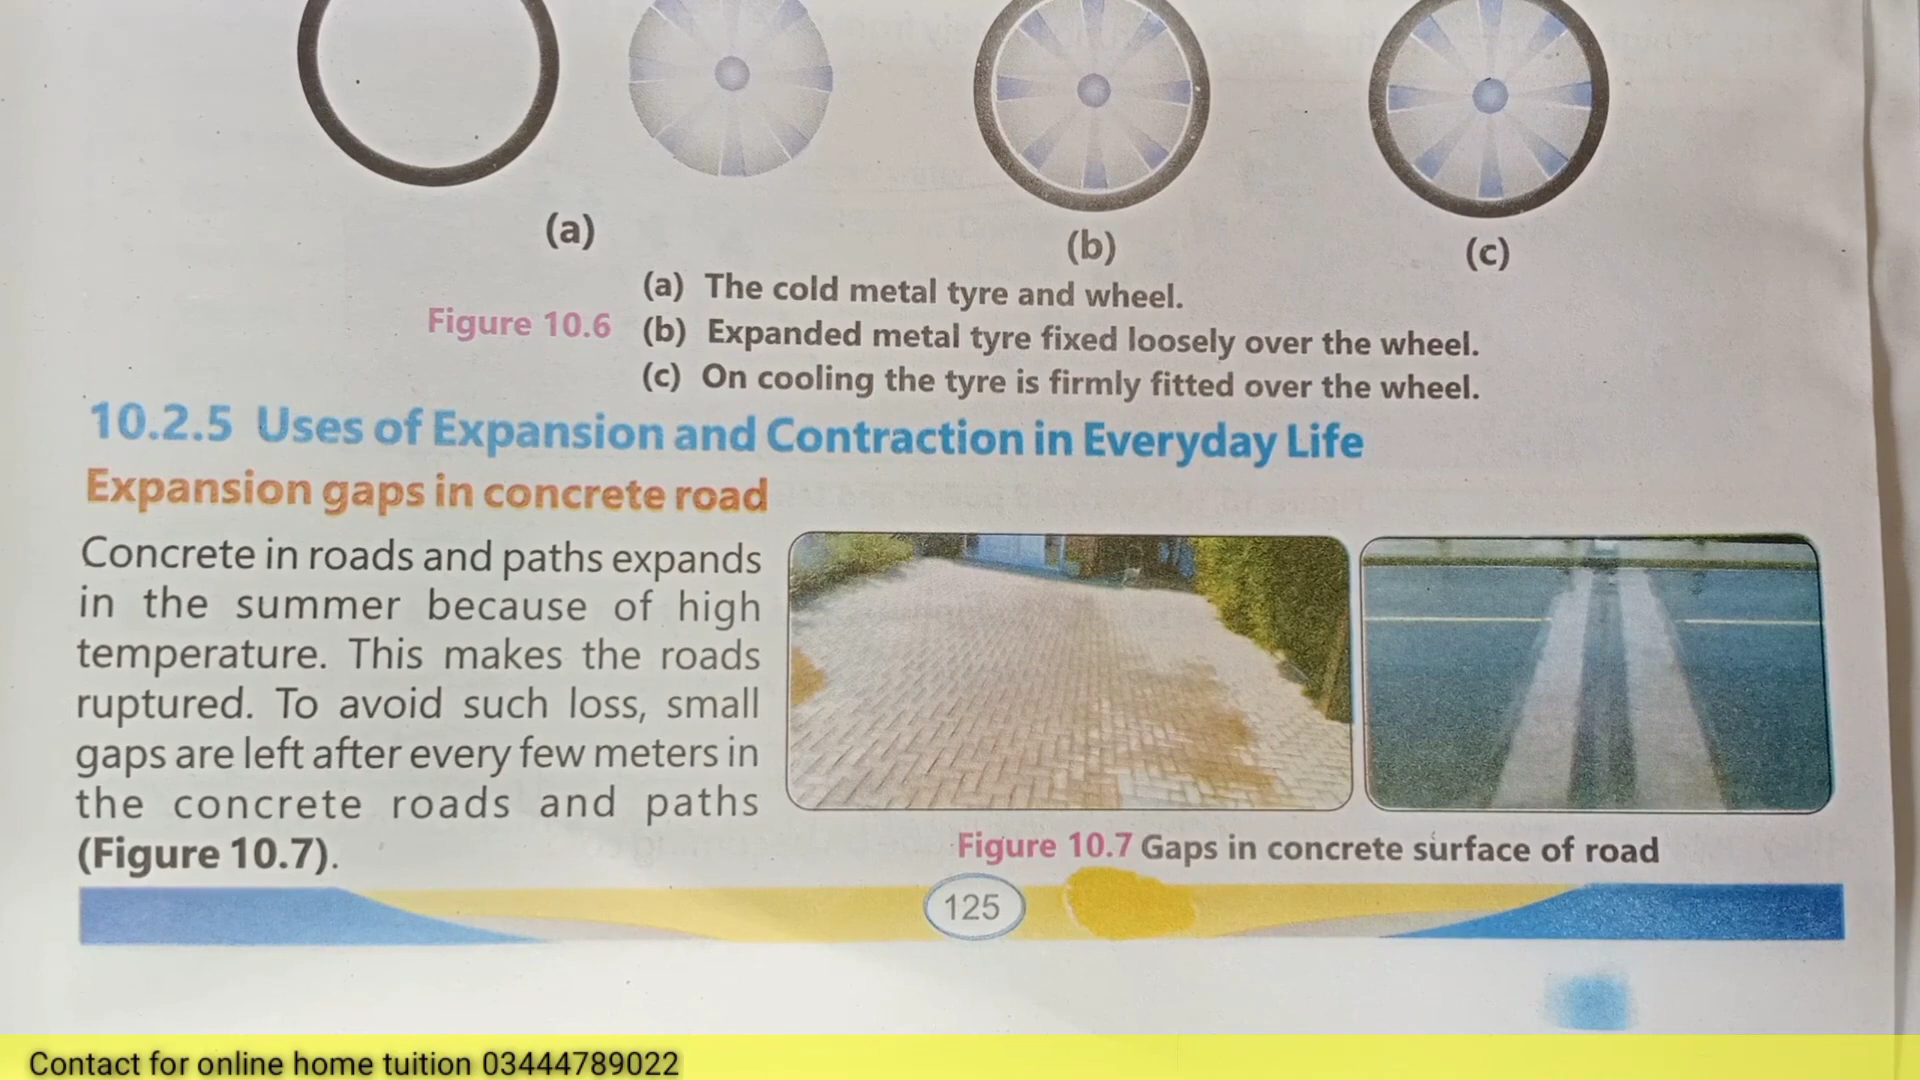 (a)
(b)
(c)
(a) The cold metal tyre and wheel.
Figure 10.6 (b) Expanded metal tyre fixed loosely over the wheel.
(c) On cooling the tyre is firmly fitted over the wheel.
10.2.5 Uses of Expansion and Contraction in Everyday Life
Expansion gaps in concrete road
Concrete in roads and paths expands
in the summer because of high
temperature. This makes the roads
ruptured. To avoid such loss, small
gaps are left after every few meters in
the concrete roads and paths
(Figure 10.7).
Figure 10.7 Gaps in concrete surface of road
125
Contact for online home tuition 03444789022